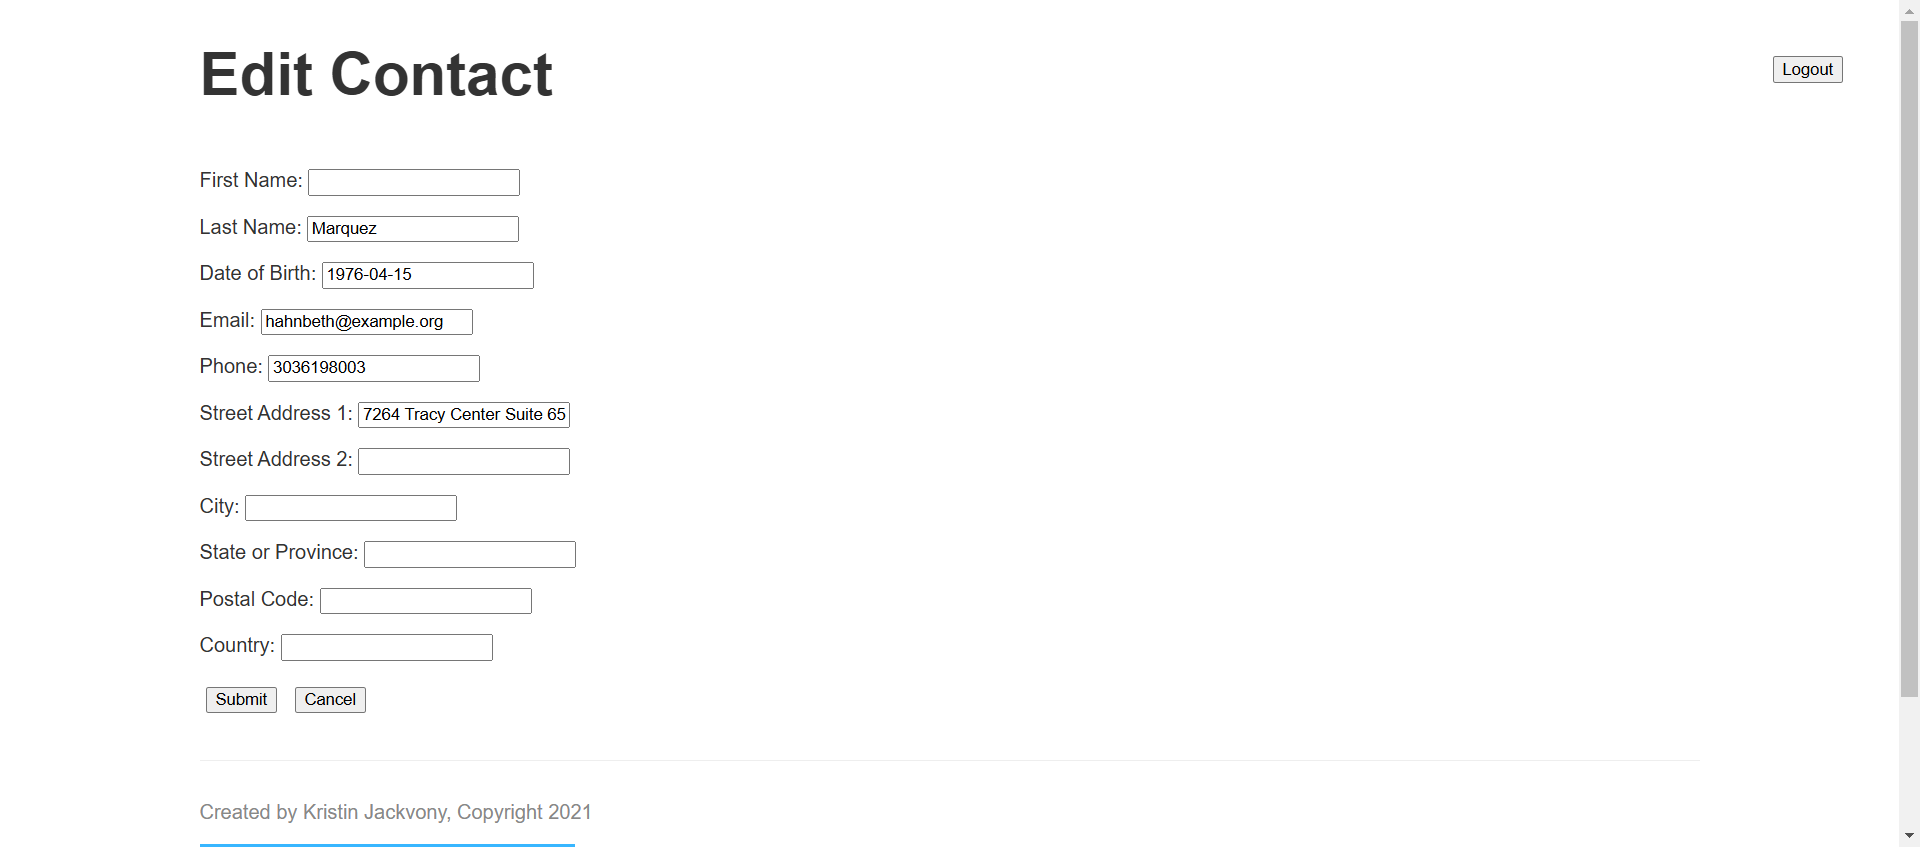 Edit Contact
Logout
First Name:
Last Name: Marquez
Date of Birth: 1976-04-15
Email: hahnbeth@example.org
Phone: 3036198003
Street Address 1: 7264 Tracy Center Suite 65
Street Address 2:
City:
State or Province:
Postal Code:
Country:
Submit Cancel
Created by Kristin Jackvony, Copyright 2021